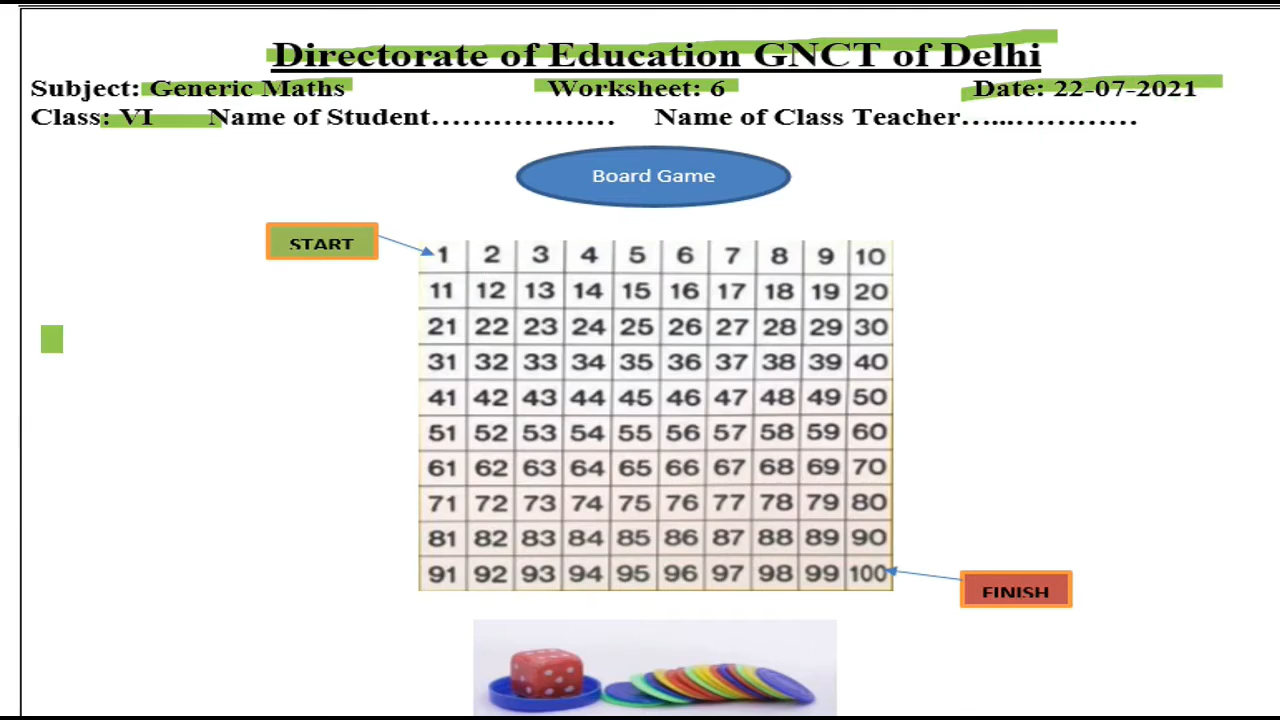 Directorate of Education GNCT of Delhi
Subject: Generic Maths Worksheet: 6 Date: 22-07-2021
Class: VI Name of Student……………… Name of Class Teacher…...…………
Board Game
START
1 2 3 4 5 6 7 8 9 10
11 12 13 14 15 16 17 18 19 20
21 22 23 24 25 26 27 28 29 30
31 32 33 34 35 36 37 38 39 40
41 42 43 44 45 46 47 48 49 50
51 52 53 54 55 56 57 58 59 60
61 62 63 64 65 66 67 68 69 70
71 72 73 74 75 76 77 78 79 80
81 82 83 84 85 86 87 88 89 90
91 92 93 94 95 96 97 98 99 100
FINISH